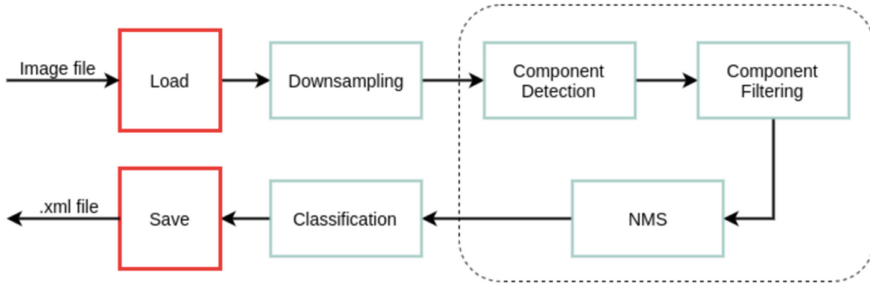 Image file
Load
Downsampling
Component
Detection
Component
Filtering
.xml file
Save
Classification
NMS